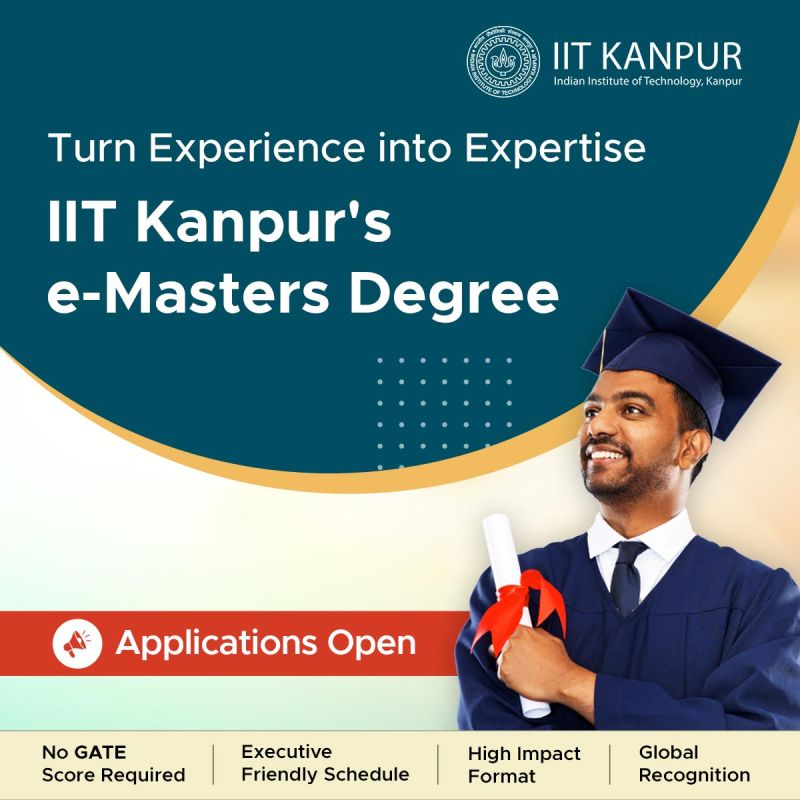 IIT KANPUR
Indian Institute of Technology, Kanpur
Turn Experience into Expertise
IIT Kanpur's
e-Masters Degree
Applications Open
No GATE
Score Required
Executive
Friendly Schedule
High Impact
Format
Global
Recognition